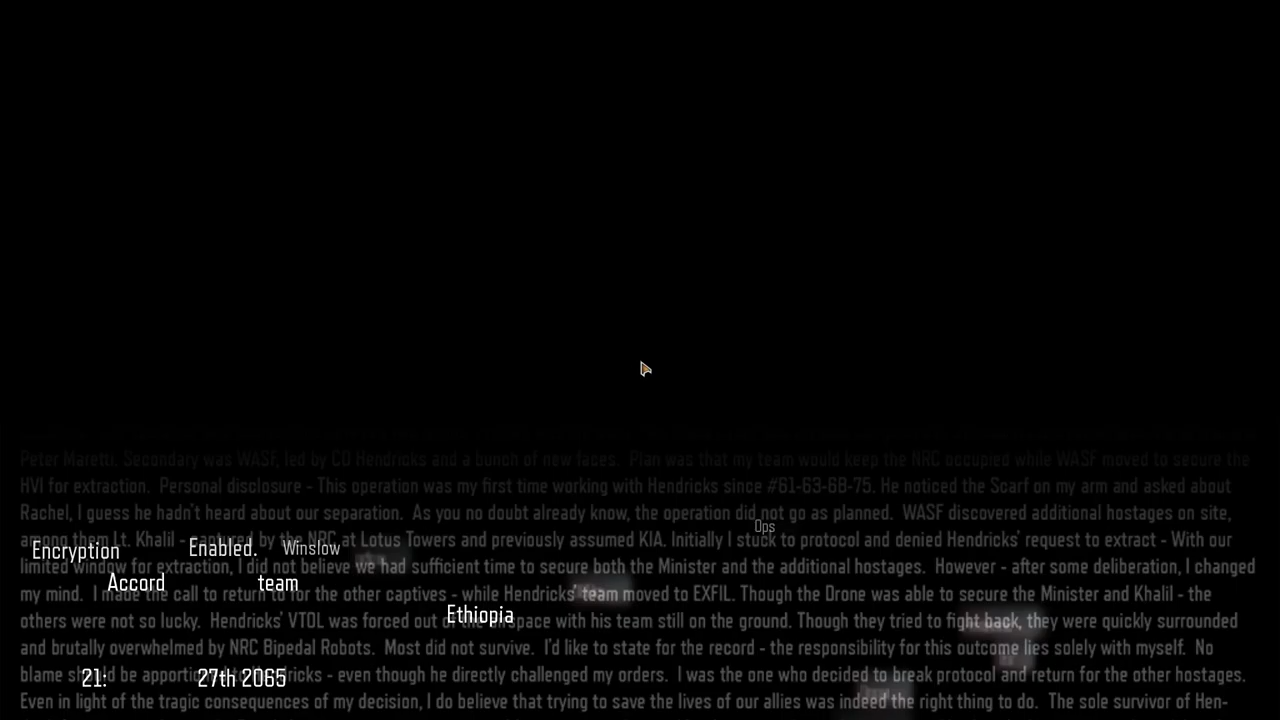 Peter Maretti. Secondary was WASF, led by CO Hendricks and a bunch of new faces. Plan was that my team would keep the NRC occupied while WASF moved to secure the
HVI for extraction. Personal disclosure - This operation was my first time working with Hendricks since #61-63-68-75. He noticed the Scarf on my arm and asked about
Rachel, I guess he hadn't heard about our separation. As you no doubt already know, the operation did not go as planned. WASF discovered additional hostages on site,
Ops
among them Lt. Khalil - captured by the NRC at Lotus Towers and previously assumed KIA. Initially I stuck to protocol and denied Hendricks' request to extract - With our
Encryption Enabled. Winslow
limited window for extraction, I did not believe we had sufficient time to secure both the Minister and the additional hostages. However - after some deliberation, I changed
Accord team
my mind. I made the call to return to for the other captives - while Hendricks' team moved to EXFIL. Though the Drone was able to secure the Minister and Khalil - the
Ethiopia
others were not so lucky. Hendricks' VTOL was forced out of the airspace with his team still on the ground. Though they tried to fight back, they were quickly surrounded
and brutally overwhelmed by NRC Bipedal Robots. Most did not survive. I'd like to state for the record - the responsibility for this outcome lies solely with myself. No
blame should be apportioned to Hendricks - even though he directly challenged my orders. I was the one who decided to break protocol and return for the other hostages.
21: 27th 2065
Even in light of the tragic consequences of my decision, I do believe that trying to save the lives of our allies was indeed the right thing to do. The sole survivor of Hen-